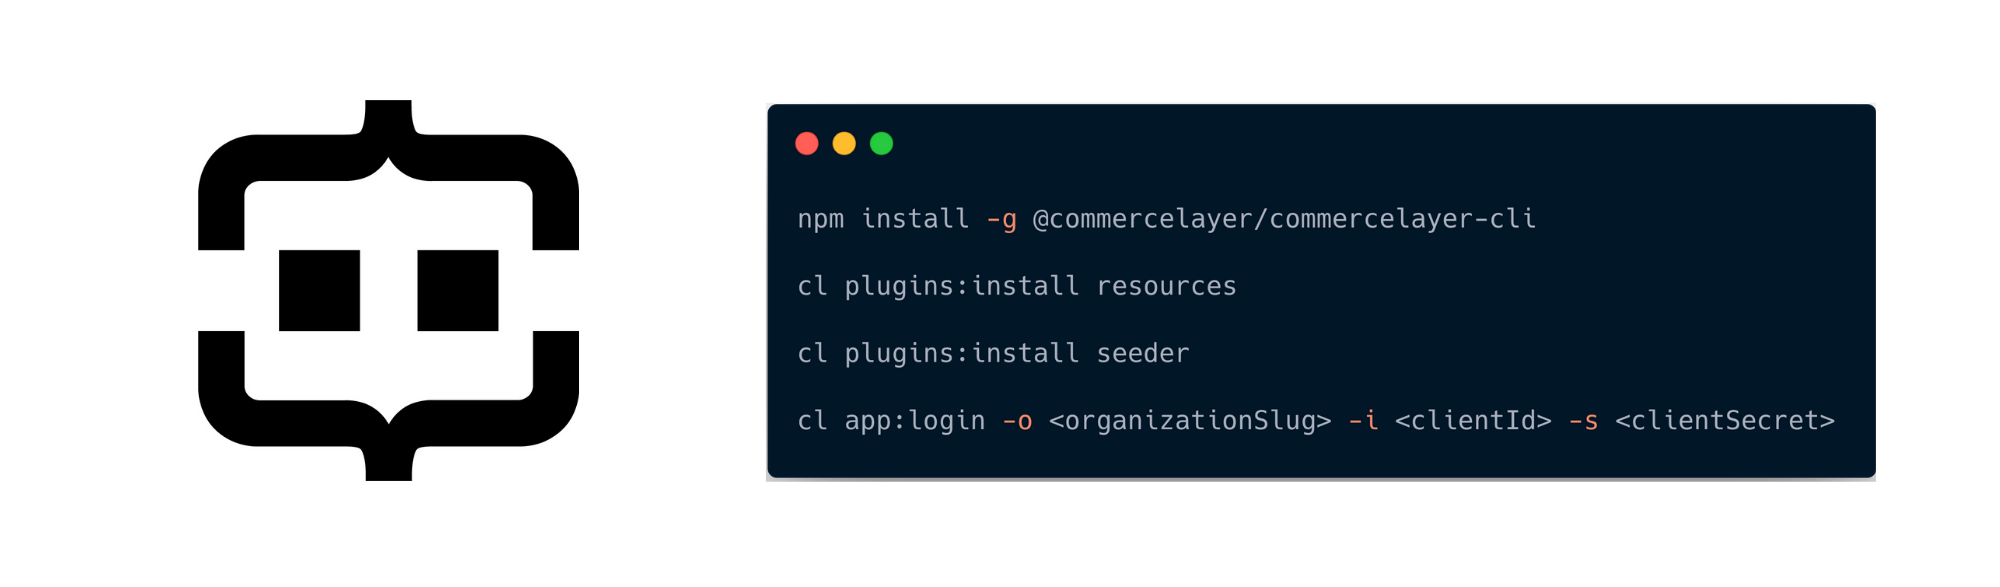 npm install -g @commercelayer/commercelayer-cli
cl plugins:install resources
cl plugins:install seeder
cl app:login -o <organizationSlug> -i <clientId> -s <clientSecret>